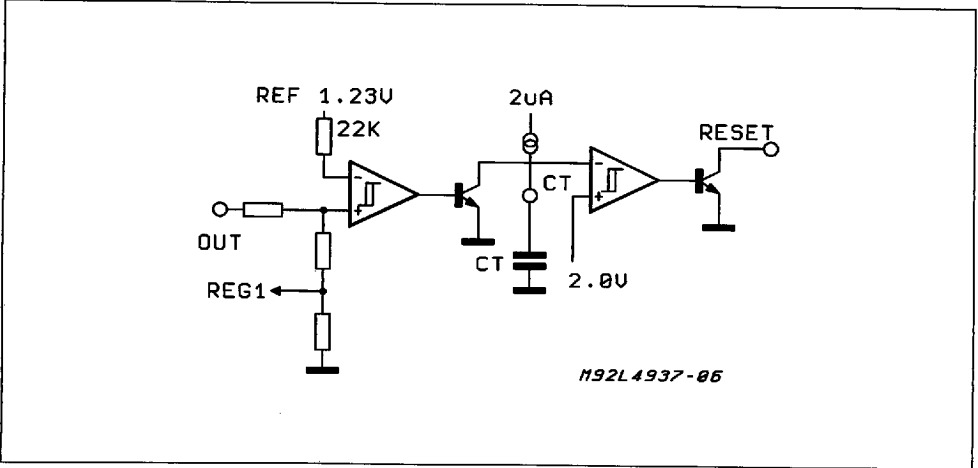 REF 1.23V
22K
2uA
RESET
CT
OUT
CT
2.0V
REG1
M92L4937-06